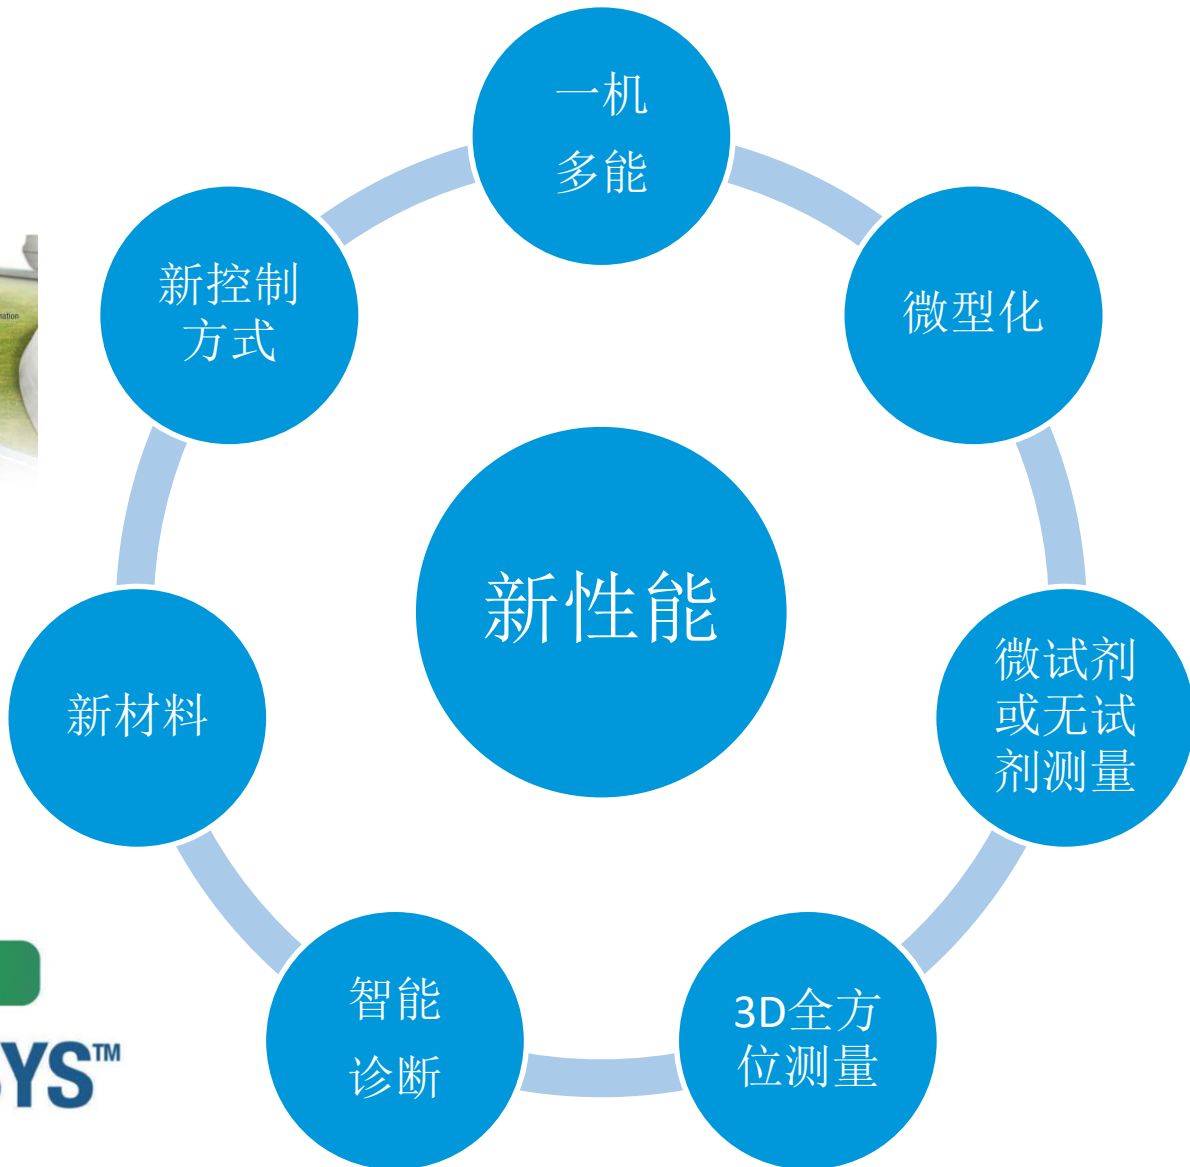 一机
多能
新控制
方式
微型化
新性能
微试剂
或无试
剂测量
新材料
智能
诊断
3D全方
位测量
YS™